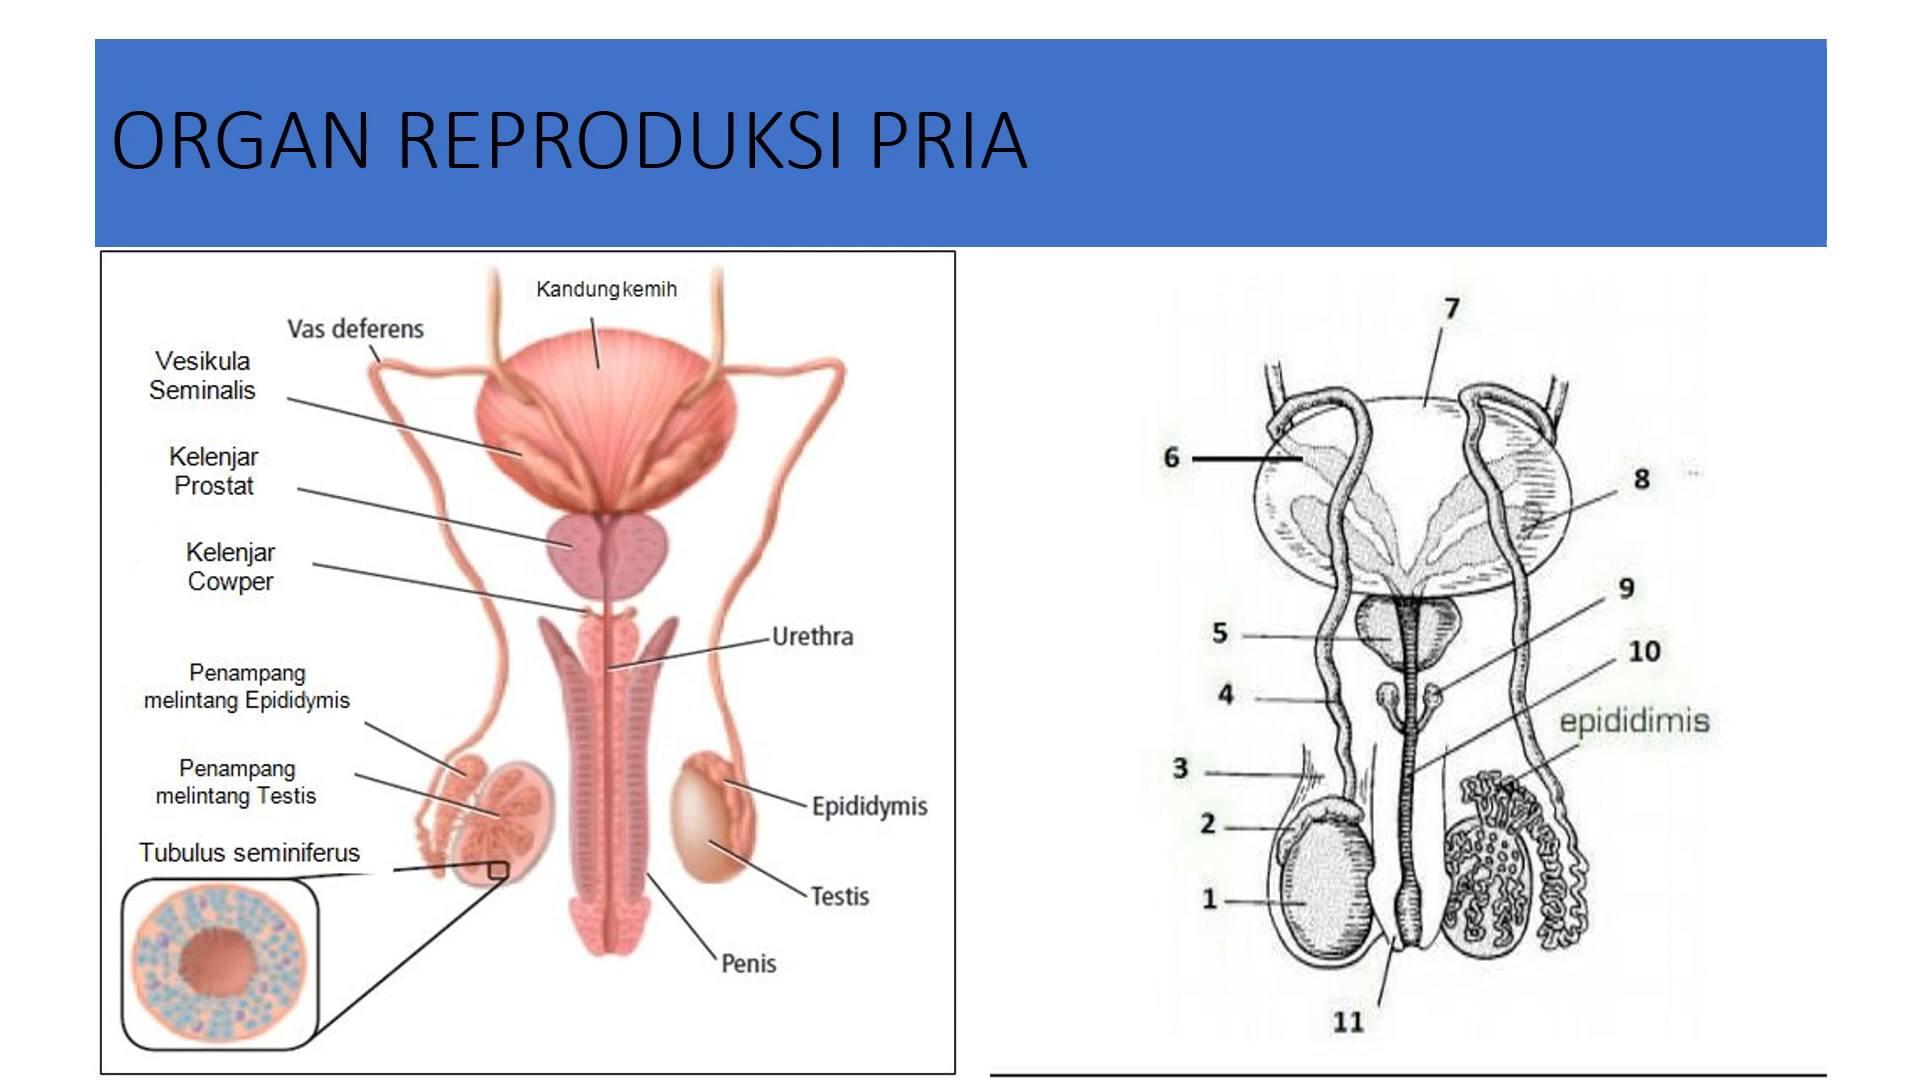 ORGAN REPRODUKSI PRIA
Kandung kemih
Vas deferens
Vesikula
Seminalis
Kelenjar
Prostat
Kelenjar
Cowper
Urethra
Penampang
melintang Epididymis
Penampang
melintang Testis
Epididymis
Tubulus seminiferus
Testis
Penis
7
6
8
9
5
10
4
epididimis
3
2
1
11